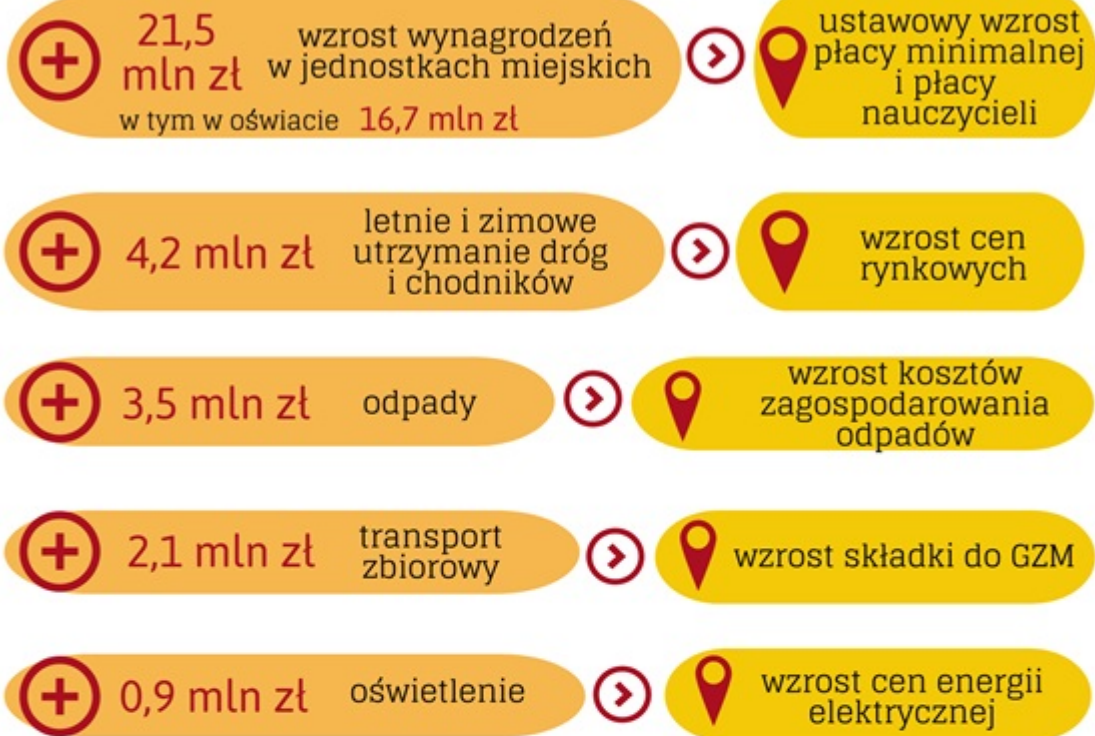 21,5
mln zł
wzrost wynagrodzeń
w jednostkach miejskich
w tym w oświacie 16,7 mln zł
ustawowy wzrost
płacy minimalnej
i płacy
nauczycieli
4,2 mln zł
letnie i zimowe
utrzymanie dróg
i chodników
wzrost cen
rynkowych
3,5 mln zł
odpady
wzrost kosztów
zagospodarowania
odpadów
2,1 mln zł
transport
zbiorowy
wzrost składki do GZM
0,9 mln zł
oświetlenie
wzrost cen energii
elektrycznej